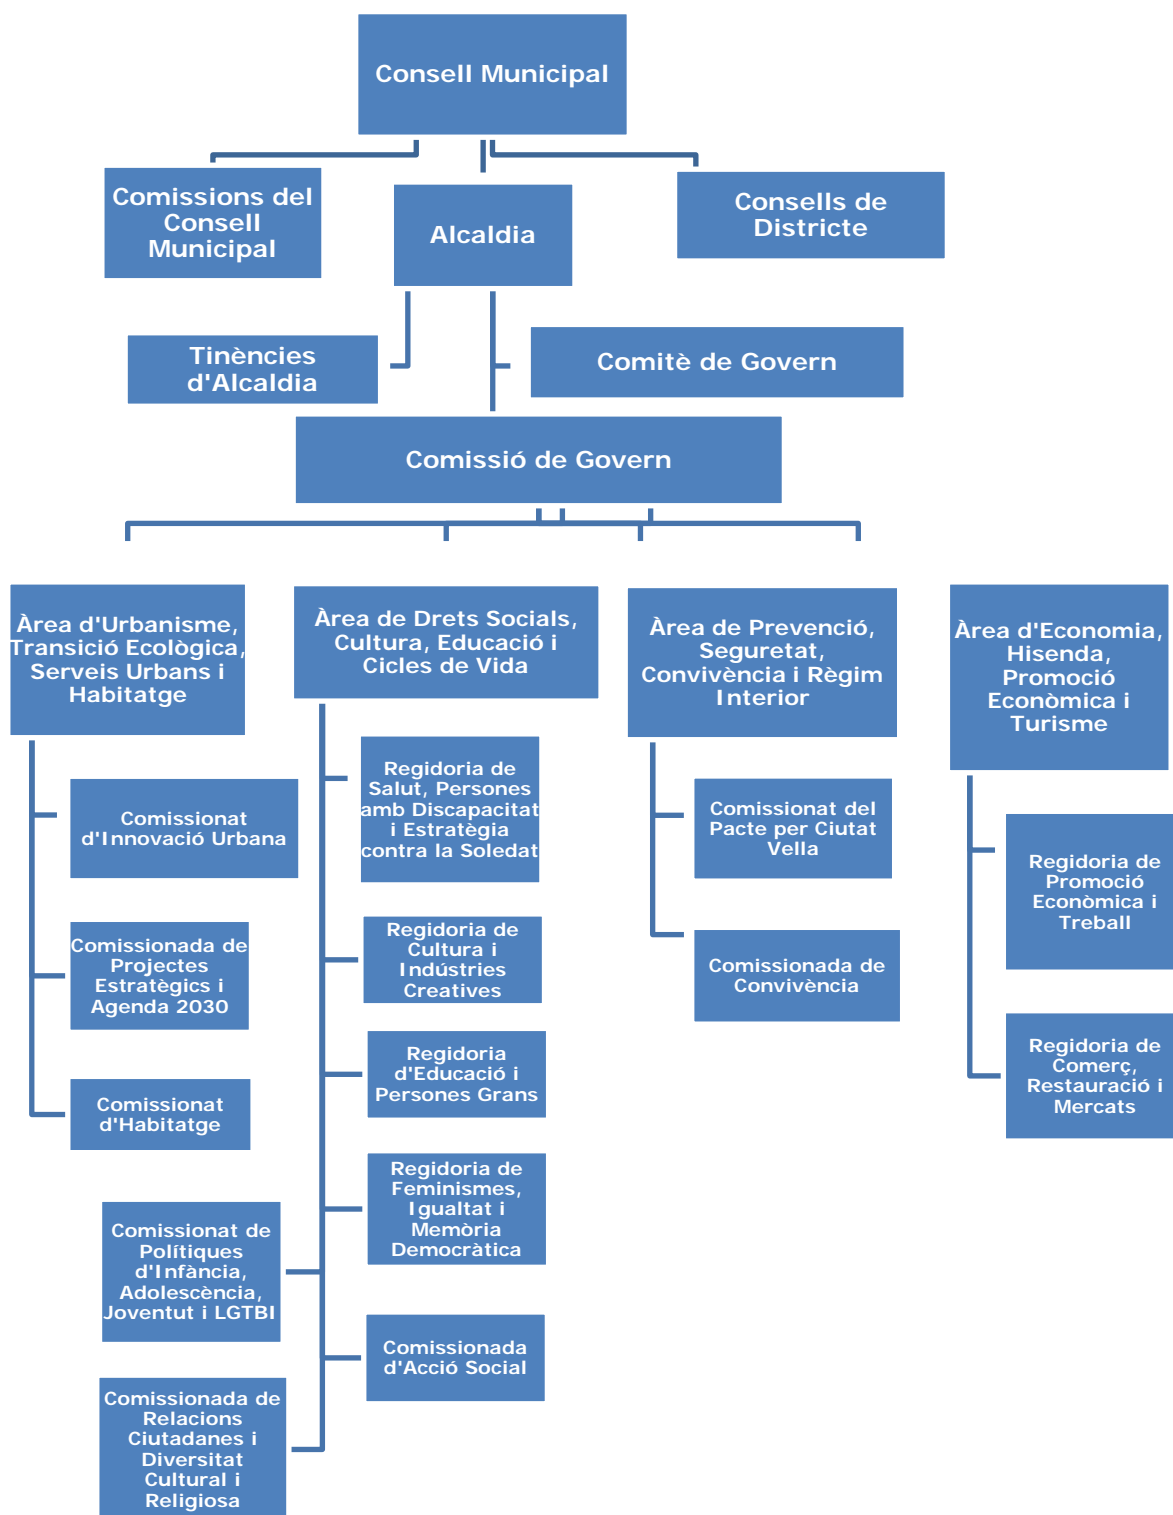 Consell Municipal
Comissions del
Consell
Municipal
Alcaldia
Consells de
Districte
Tinències
d'Alcaldia
Comitè de Govern
Comissió de Govern
Àrea d'Urbanisme,
Transició Ecològica,
Serveis Urbans i
Habitatge
Comissionat
d'Innovació Urbana
Comissionada de
Projectes
Estratègics i
Agenda 2030
Comissionat
d'Habitatge
Àrea de Drets Socials,
Cultura, Educació i
Cicles de Vida
Regidoria de
Salut, Persones
amb Discapacitat
i Estratègia
contra la Soledat
Regidoria de
Cultura i
Indústries
Creatives
Regidoria
d'Educació i
Persones Grans
Regidoria de
Feminismes,
Igualtat i
Memòria
Democràtica
Comissionat de
Polítiques
d'Infància,
Adolescència,
Joventut i LGTBI
Comissionada
d'Acció Social
Comissionada de
Relacions
Ciutadanes i
Diversitat
Cultural i
Religiosa
Àrea de Prevenció,
Seguretat,
Convivència i Règim
Interior
Comissionat del
Pacte per Ciutat
Vella
Comissionada de
Convivència
Àrea d'Economia,
Hisenda,
Promoció
Econòmica i
Turisme
Regidoria de
Promoció
Econòmica i
Treball
Regidoria de
Comerç,
Restauració i
Mercats